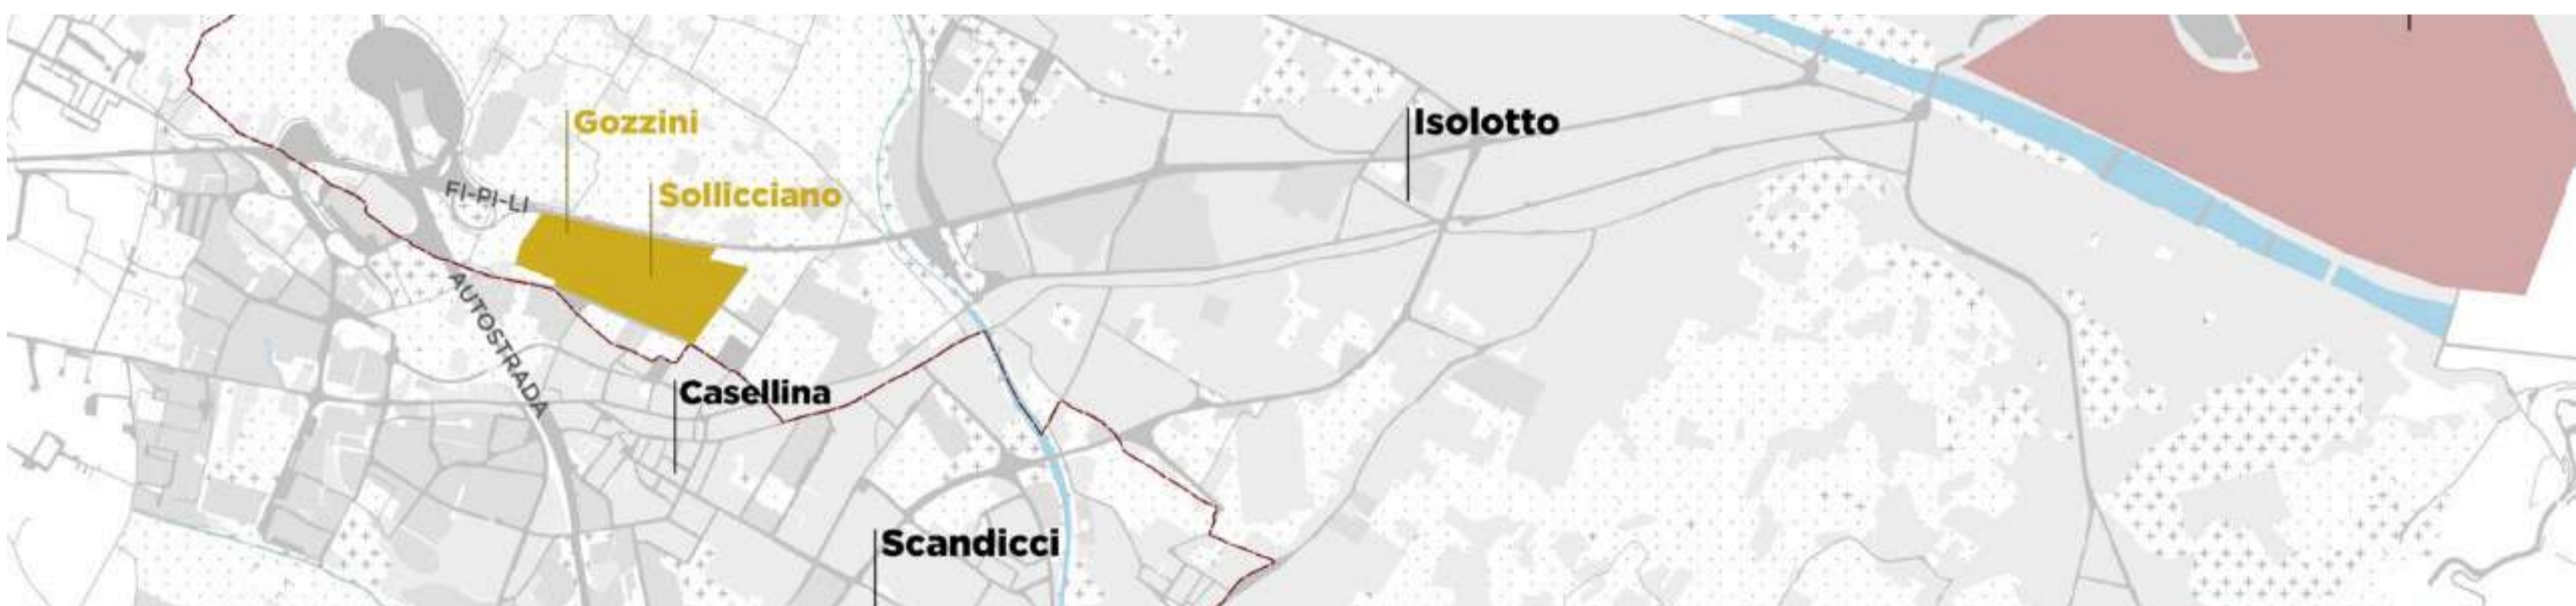 Gozzini
Isolotto
Sollicciano
FI-PI-LI
AUTOSTRADA
Casellina
Scandicci